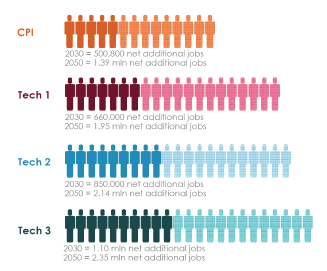 CPI
2030 = 500,800 net additional jobs
2050 = 1.39 mln net additional jobs
Tech 1
2030 = 660,000 net additional jobs
2050 = 1.95 mln net additional jobs
Tech 2
2030 = 850,000 net additional jobs
2050 = 2.14 mln net additional jobs
Tech 3
2030 = 1.10 mln net additional jobs
2050 = 2,35 mln net additional jobs